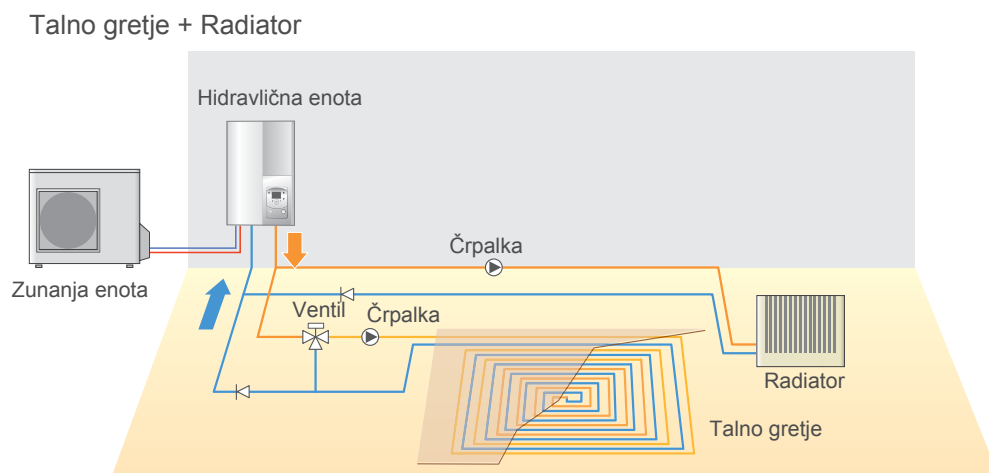 Talno gretje + Radiator
Hidravlična enota
Črpalka
Zunanja enota
Ventil
Črpalka
Radiator
Talno gretje